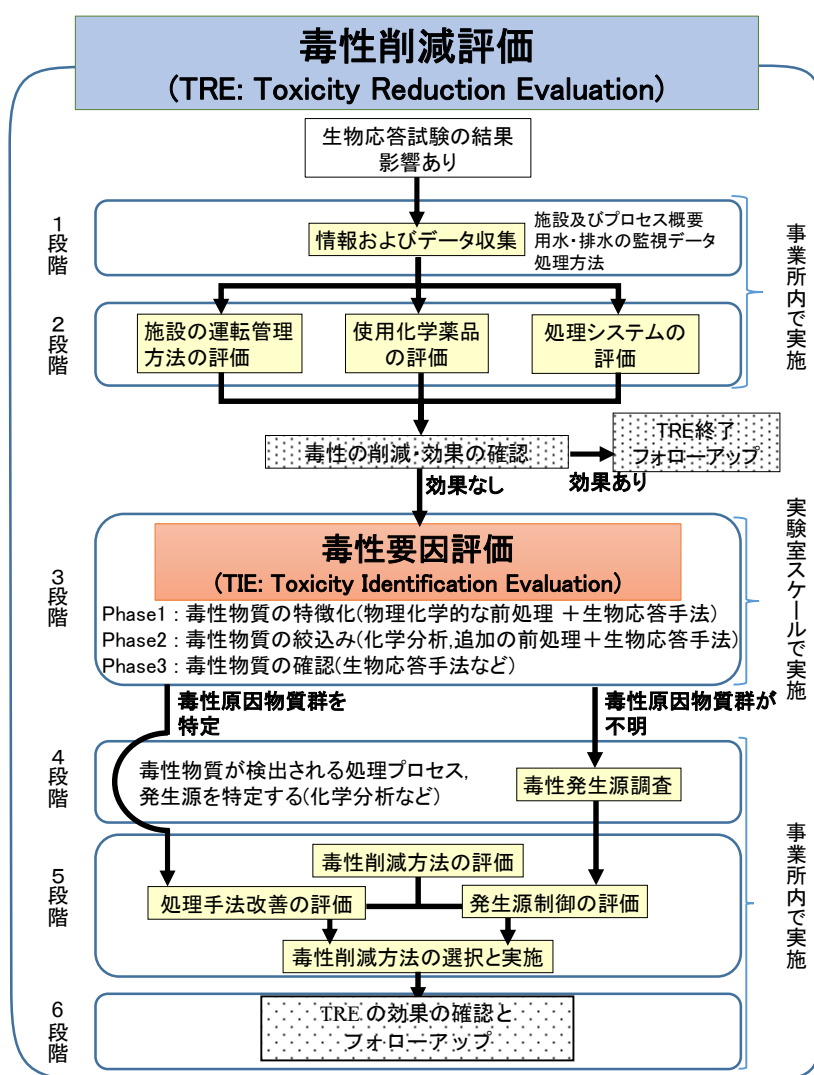 毒性削減評価
(TRE: Toxicity Reduction Evaluation)
生物応答試験の結果
影響あり
1段階
情報およびデータ収集
施設及びプロセス概要
用水・排水の監視データ
処理方法
事業所内で実施
2段階
施設の運転管理
方法の評価
使用化学薬品
の評価
処理システムの
評価
毒性の削減・効果の確認
TRE終了
フォローアップ
効果なし
効果あり
3段階
毒性要因評価
(TIE: Toxicity Identification Evaluation)
Phase1：毒性物質の特徴化(物理化学的な前処理 ＋生物応答手法)
Phase2：毒性物質の絞込み(化学分析,追加の前処理＋生物応答手法)
Phase3：毒性物質の確認(生物応答手法など)
実験室スケールで実施
毒性原因物質群を
特定
毒性原因物質群が
不明
4段階
毒性物質が検出される処理プロセス,
発生源を特定する(化学分析など)
毒性発生源調査
5段階
毒性削減方法の評価
処理手法改善の評価
発生源制御の評価
毒性削減方法の選択と実施
事業所内で実施
6段階
TREの効果の確認と
フォローアップ